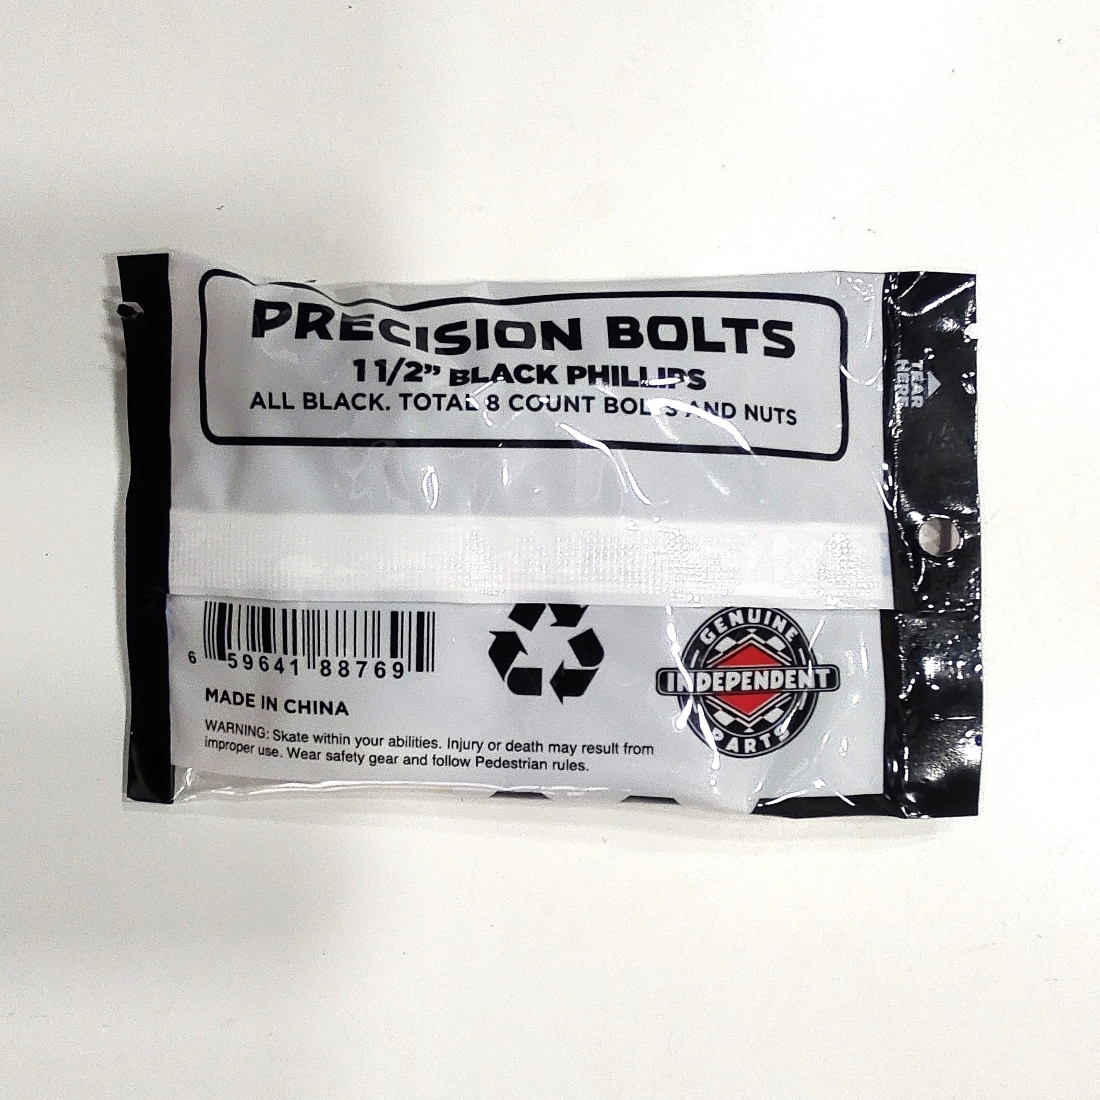 PRECISION BOLTS
1 1/2” BLACK PHILLIPS
ALL BLACK. TOTAL 8 COUNT BOLTS AND NUTS
TEAR
HERE
6 59641 88769
MADE IN CHINA
WARNING: Skate within your abilities. Injury or death may result from
improper use. Wear safety gear and follow Pedestrian rules.
GENUINE
INDEPENDENT
PARTS